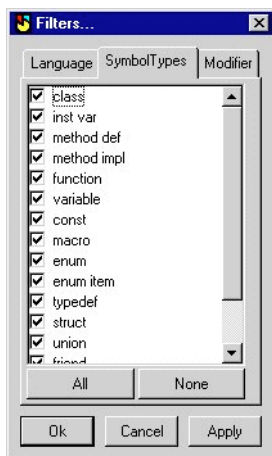 Filters...
Language SymbolTypes Modifier
class
inst var
method def
method impl
function
variable
const
macro
enum
enum item
typedef
struct
union
friend
All None
Ok Cancel Apply